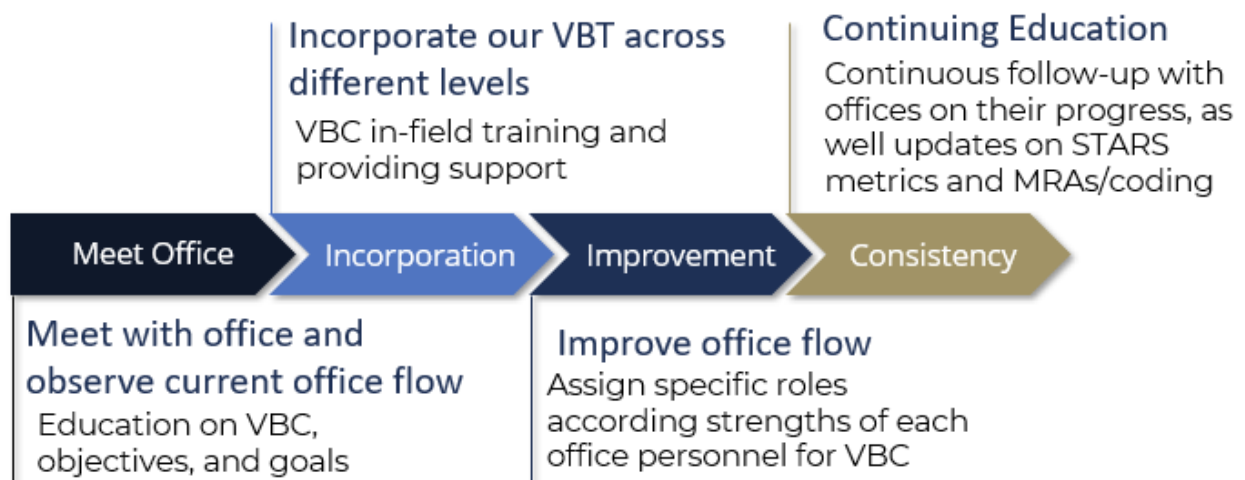 Incorporate our VBT across
different levels
VBC in-field training and
providing support
Continuing Education
Continuous follow-up with
offices on their progress, as
well updates on STARS
metrics and MRAs/coding
Meet Office
Incorporation
Improvement
Consistency
Meet with office and
observe current office flow
Education on VBC,
objectives, and goals
Improve office flow
Assign specific roles
according strengths of each
office personnel for VBC